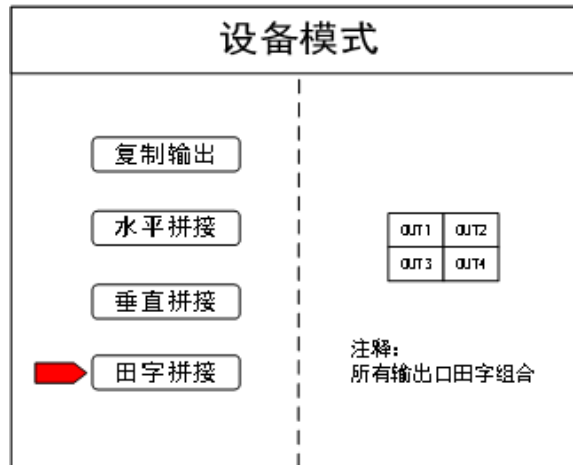 设备模式
复制输出
水平拼接
垂直拼接
田字拼接
OUT1 OUT2
OUT3 OUT4
注释：
所有输出口田字组合